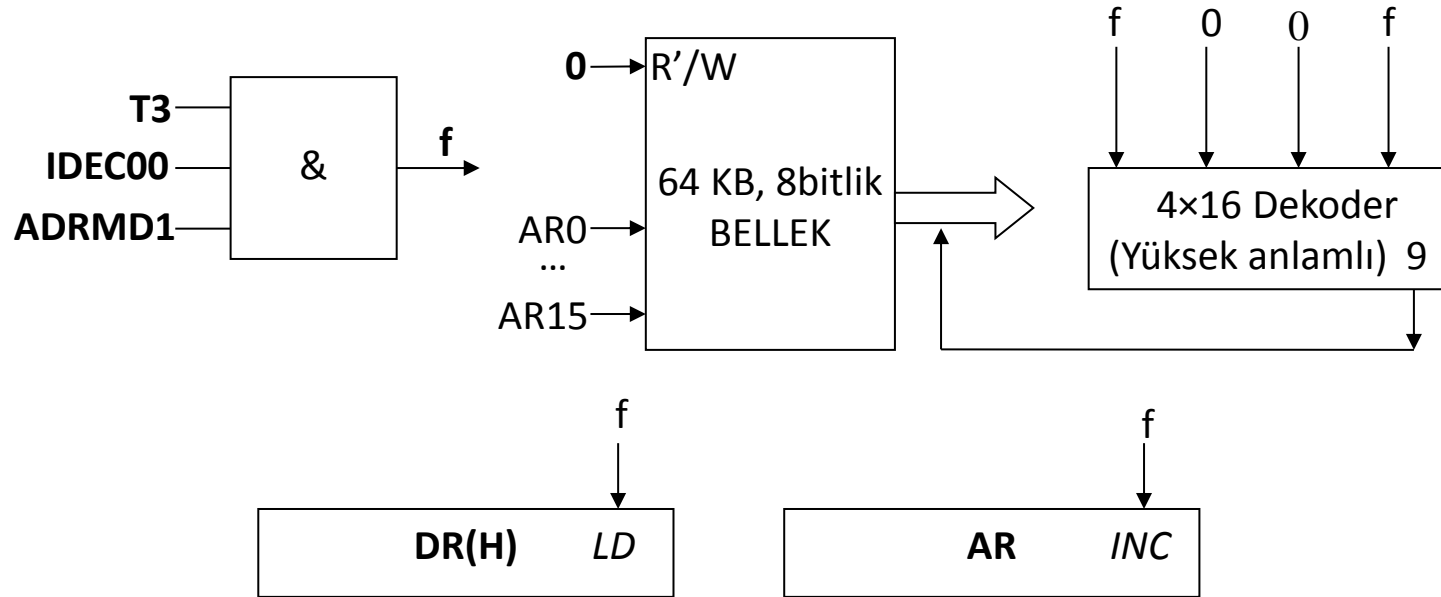 T3
IDEC00
ADRMD1
&
f
0
R'/W
64 KB, 8bitlik
BELLEK
AR0
...
AR15
f 0 0 f
4×16 Dekoder
(Yüksek anlamlı) 9
f
DR(H) LD
f
AR INC